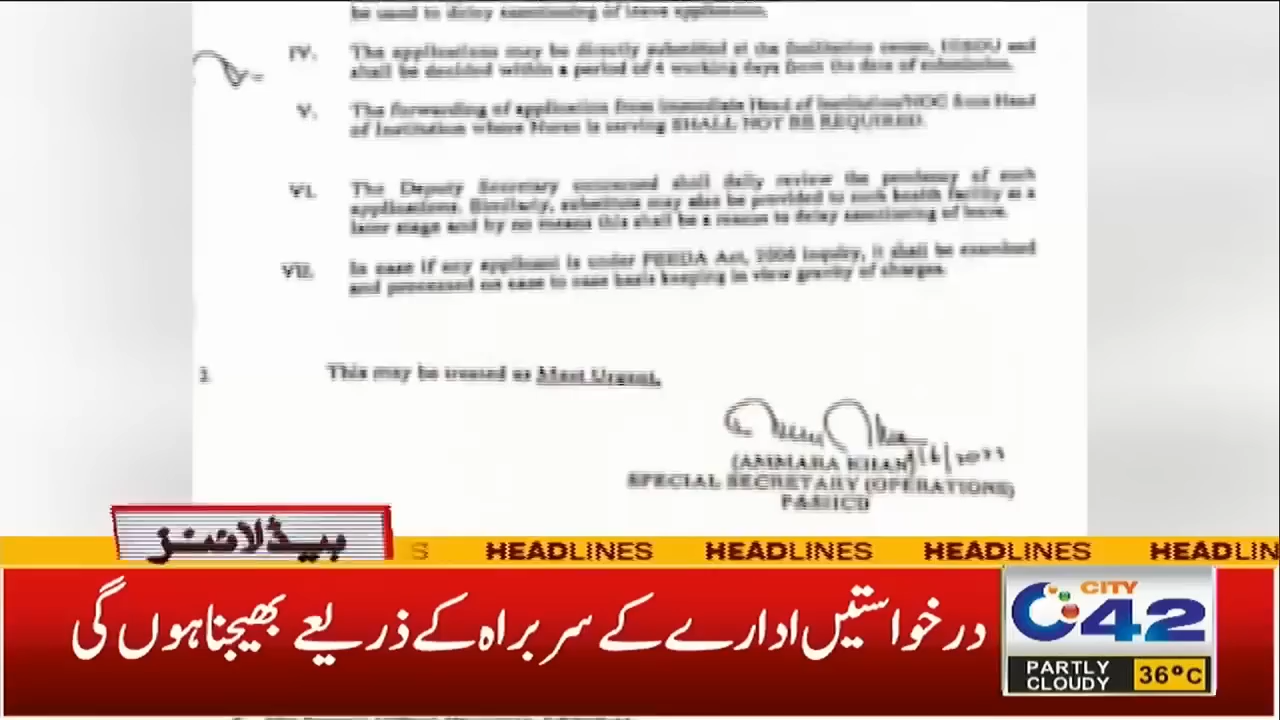 be used to delay sanctioning of leave application.
IV. The applications may be directly submitted at the Institution owner, and
shall be decided within a period of 4 working days from the date of submission.
V. The forwarding of application from immediate Head of Institution/NOC from Head
of Institution where Nurse is serving SHALL NOT BE REQUIRED.
VI. The Deputy Secretary concerned shall daily review the pendency of such
applications. Similarly, substitute may also be provided to such health facility at a
later stage and by no means this shall be a reason to delay sanctioning of leave.
VII. In case if any applicant is under PEEDA Act, 2006 inquiry, it shall be examined
and processed on case to case basis keeping in view gravity of charges.
This may be treated as Most Urgent.
(AMMARA KHAN)
SPECIAL SECRETARY (OPERATIONS)
ہیڈلائنز
S HEADLINES HEADLINES HEADLINES HEADLIN
درخواستیں ادارے کے سربراہ کے ذریعے بھیجنا ہوں گی
CITY
42
PARTLY
CLOUDY
36°C